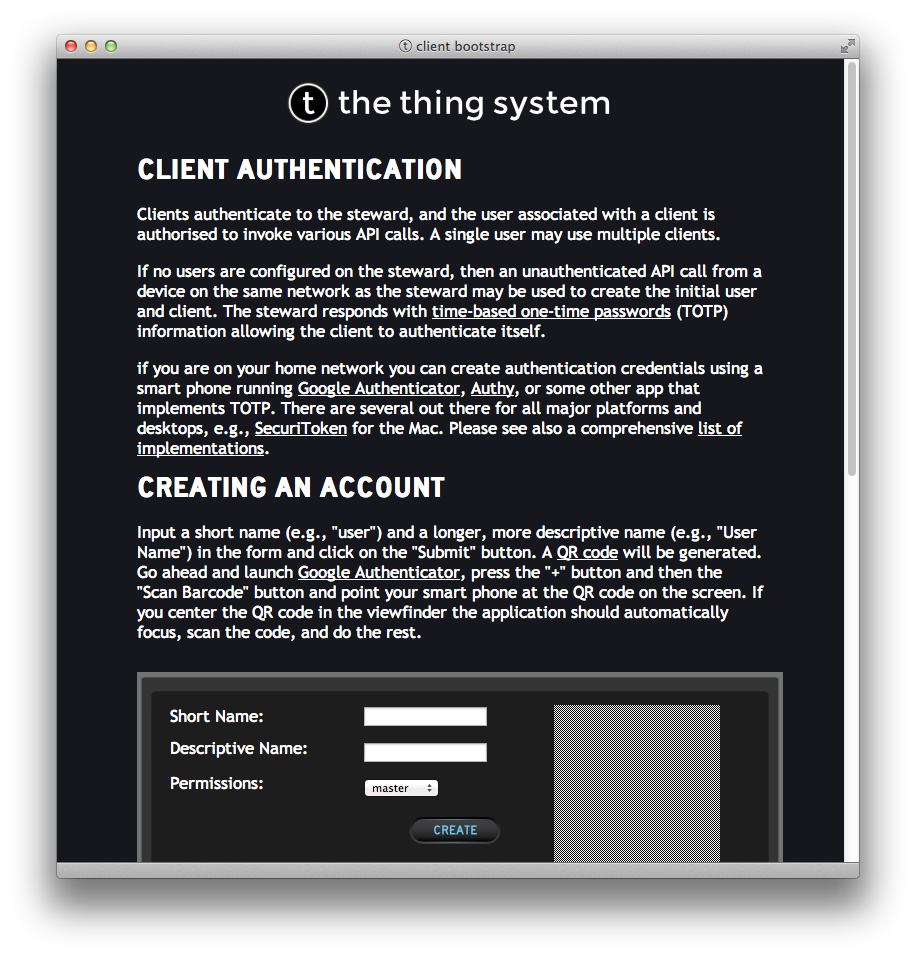 client bootstrap
t the thing system
CLIENT AUTHENTICATION
Clients authenticate to the steward, and the user associated with a client is
authorised to invoke various API calls. A single user may use multiple clients.
If no users are configured on the steward, then an unauthenticated API call from a
device on the same network as the steward may be used to create the initial user
and client. The steward responds with time-based one-time passwords (TOTP)
information allowing the client to authenticate itself.
if you are on your home network you can create authentication credentials using a
smart phone running Google Authenticator, Authy, or some other app that
implements TOTP. There are several out there for all major platforms and
desktops, e.g., SecuriToken for the Mac. Please see also a comprehensive list of
implementations.
CREATING AN ACCOUNT
Input a short name (e.g., "user") and a longer, more descriptive name (e.g., "User
Name") in the form and click on the "Submit" button. A QR code will be generated.
Go ahead and launch Google Authenticator, press the "+" button and then the
"Scan Barcode" button and point your smart phone at the QR code on the screen. If
you center the QR code in the viewfinder the application should automatically
focus, scan the code, and do the rest.
Short Name:
Descriptive Name:
Permissions:
master
CREATE